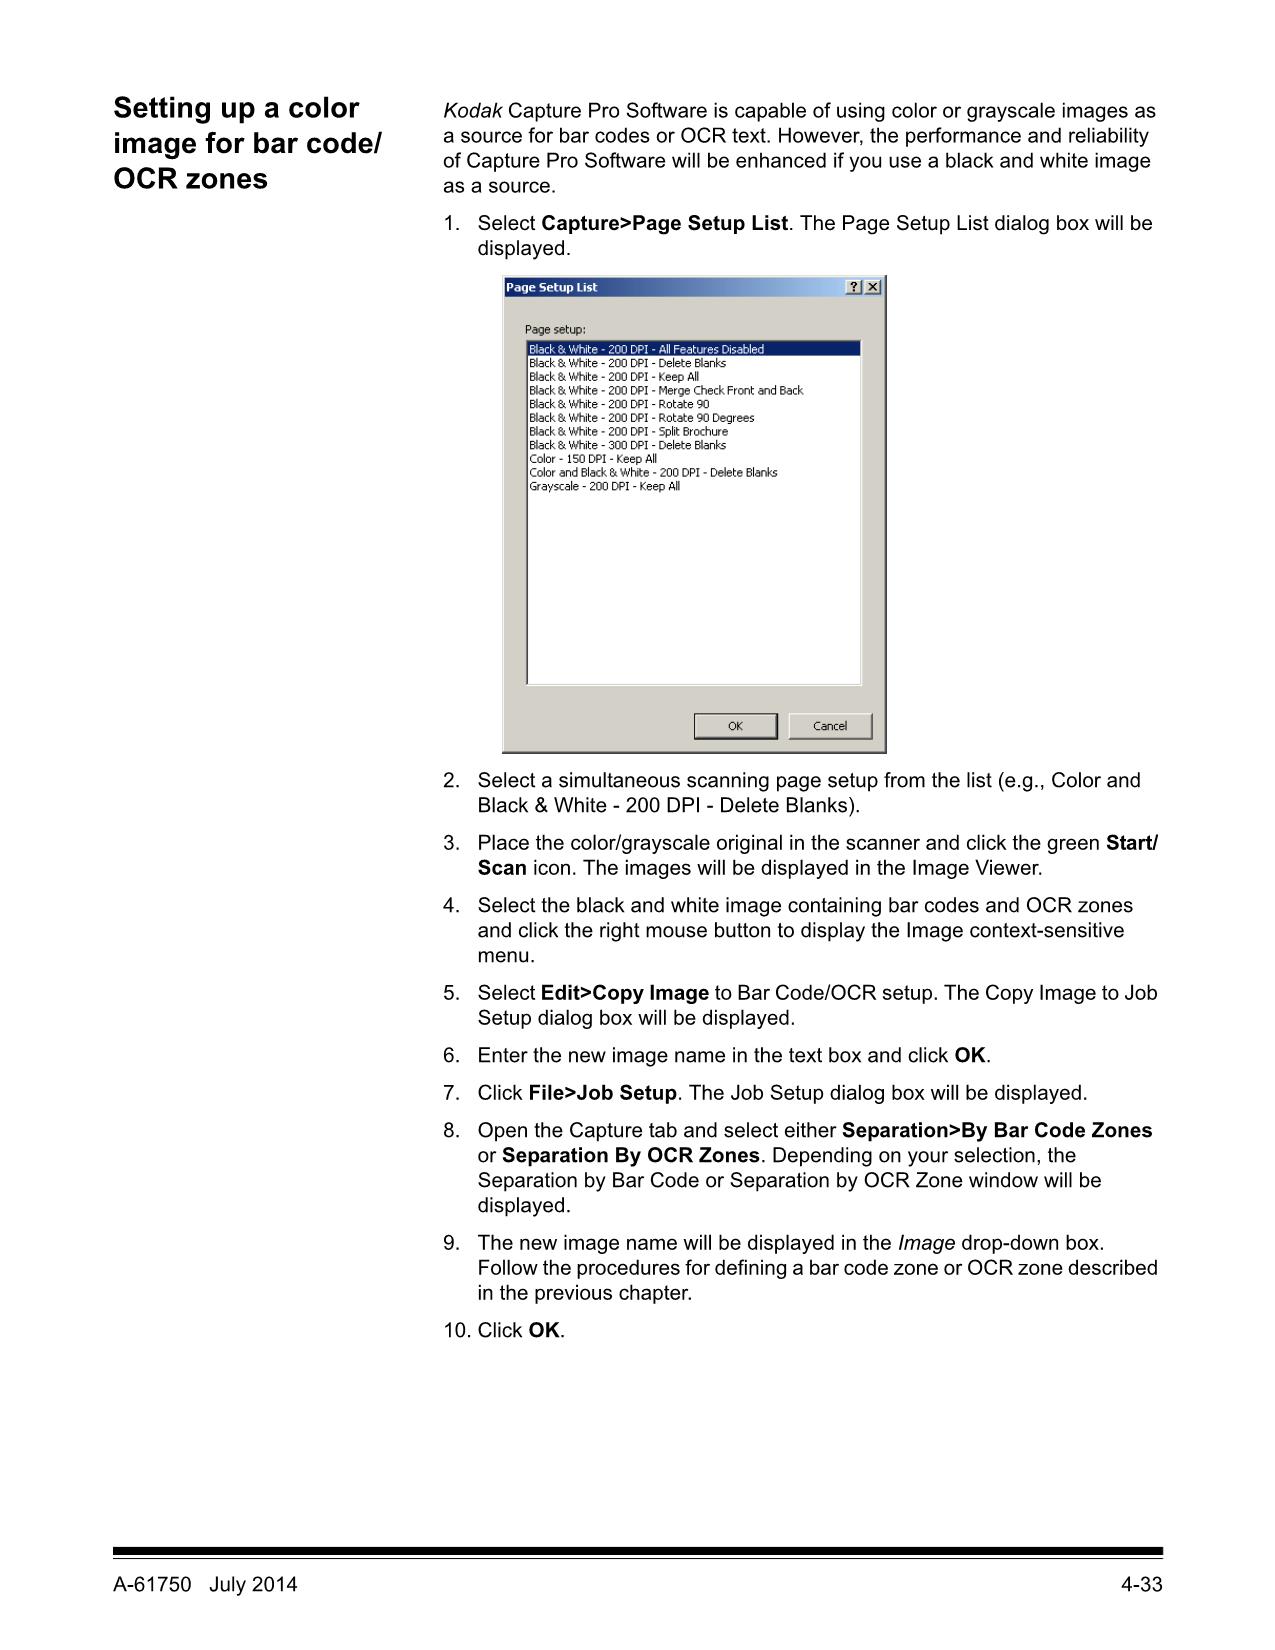 Setting up a color
image for bar code/
OCR zones
Kodak Capture Pro Software is capable of using color or grayscale images as
a source for bar codes or OCR text. However, the performance and reliability
of Capture Pro Software will be enhanced if you use a black and white image
as a source.
1. Select Capture>Page Setup List. The Page Setup List dialog box will be
displayed.
Page Setup List
Page setup:
Black & White - 200 DPI - All Features Disabled
Black & White - 200 DPI - Delete Blanks
Black & White - 200 DPI - Keep All
Black & White - 200 DPI - Merge Check Front and Back
Black & White - 200 DPI - Rotate 90
Black & White - 200 DPI - Rotate 90 Degrees
Black & White - 200 DPI - Split Brochure
Black & White - 300 DPI - Delete Blanks
Color - 150 DPI - Keep All
Color and Black & White - 200 DPI - Delete Blanks
Grayscale - 200 DPI - Keep All
OK Cancel
2. Select a simultaneous scanning page setup from the list (e.g., Color and
Black & White - 200 DPI - Delete Blanks).
3. Place the color/grayscale original in the scanner and click the green Start/
Scan icon. The images will be displayed in the Image Viewer.
4. Select the black and white image containing bar codes and OCR zones
and click the right mouse button to display the Image context-sensitive
menu.
5. Select Edit>Copy Image to Bar Code/OCR setup. The Copy Image to Job
Setup dialog box will be displayed.
6. Enter the new image name in the text box and click OK.
7. Click File>Job Setup. The Job Setup dialog box will be displayed.
8. Open the Capture tab and select either Separation>By Bar Code Zones
or Separation By OCR Zones. Depending on your selection, the
Separation by Bar Code or Separation by OCR Zone window will be
displayed.
9. The new image name will be displayed in the Image drop-down box.
Follow the procedures for defining a bar code zone or OCR zone described
in the previous chapter.
10. Click OK.
A-61750 July 2014 4-33